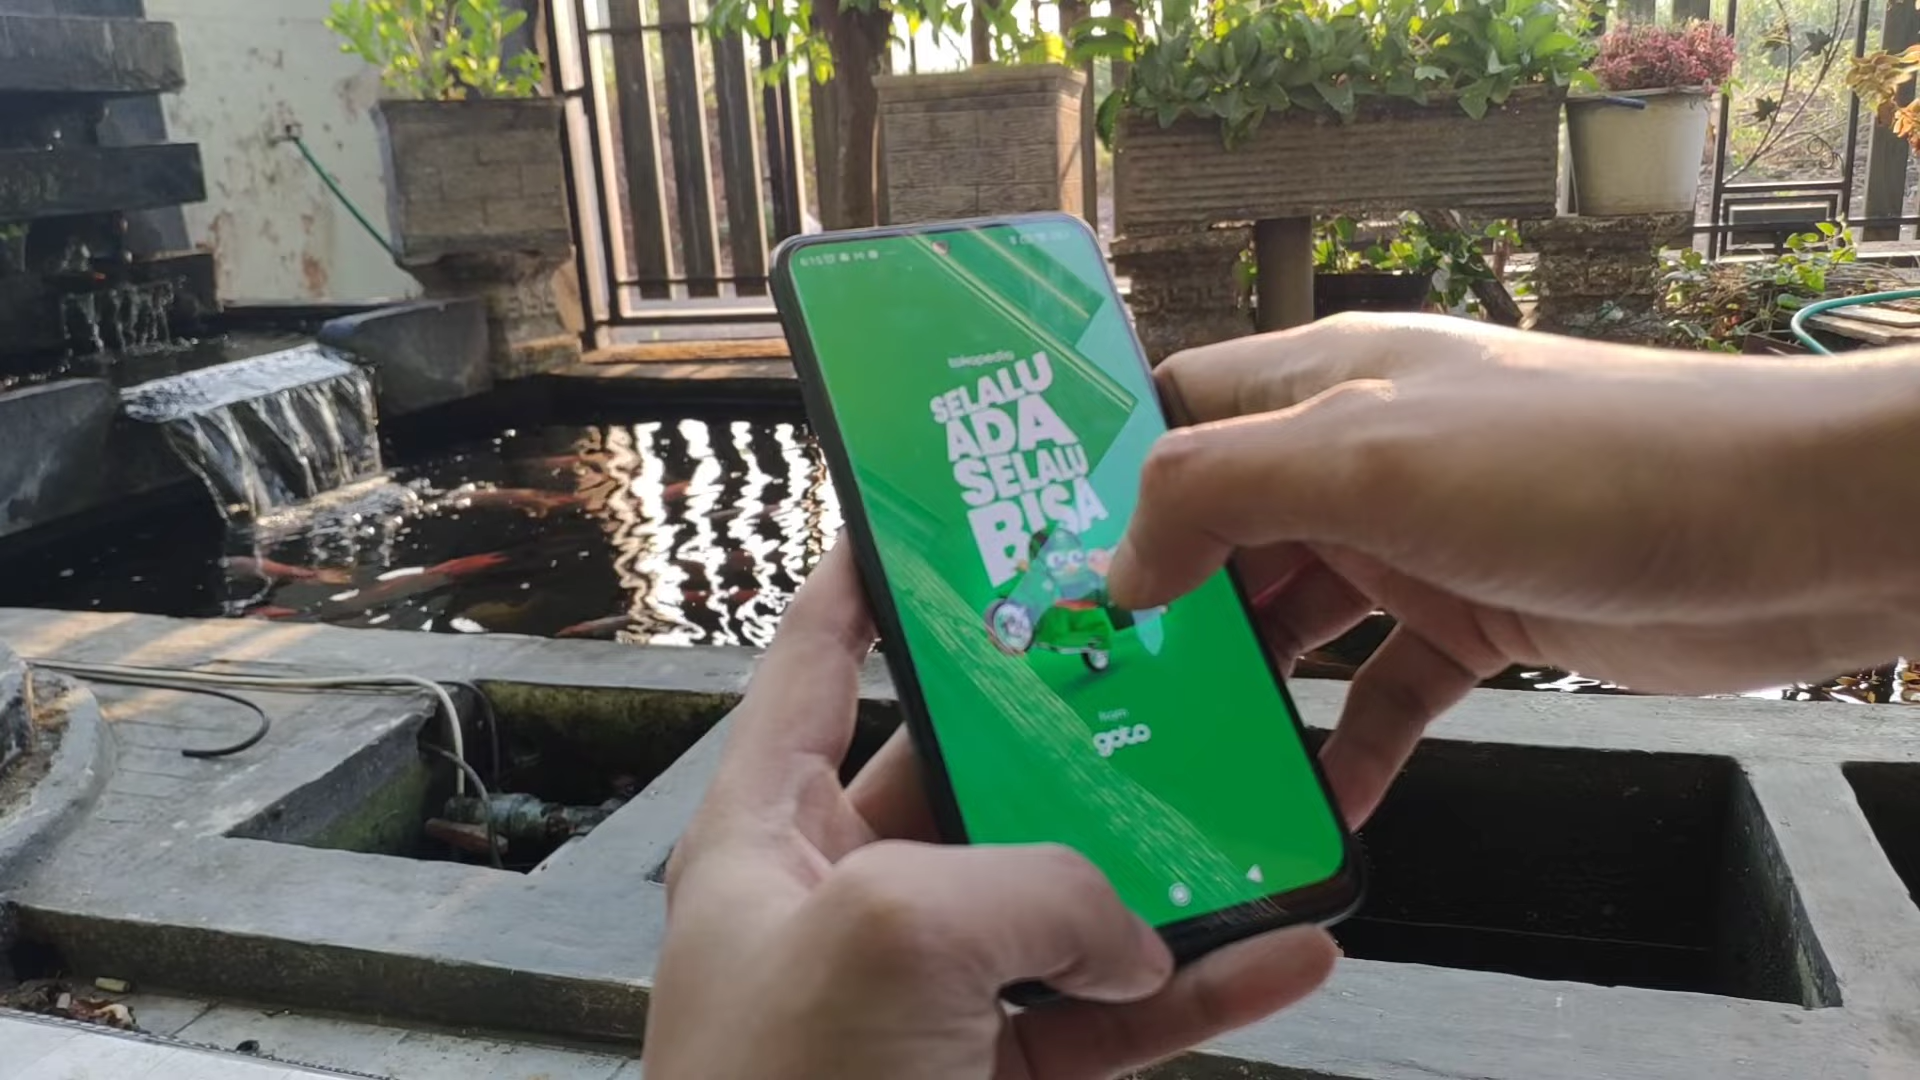 tokopedia
SELALU
ADA
SELALU
BISA
from
goto